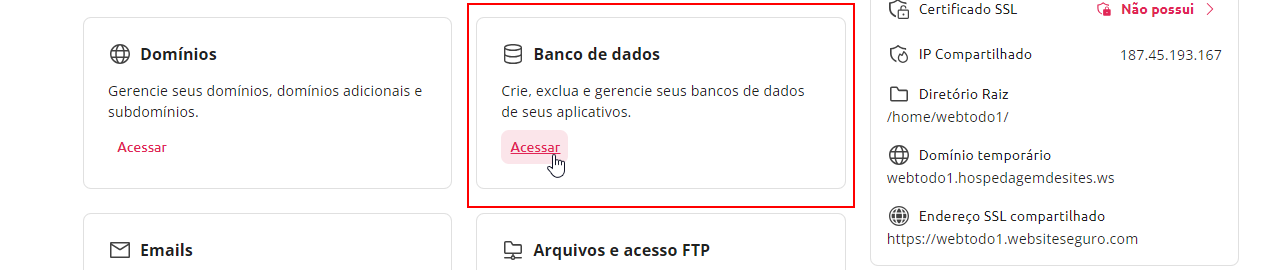 Domínios
Gerencie seus domínios, domínios adicionais e
subdomínios.
Acessar
Banco de dados
Crie, exclua e gerencie seus bancos de dados
de seus aplicativos.
Acessar
Emails
Arquivos e acesso FTP
Certificado SSL
Não possui
IP Compartilhado
187.45.193.167
Diretório Raiz
/home/webtodo1/
Domínio temporário
webtodo1.hospedagemdesites.ws
Endereço SSL compartilhado
https://webtodo1.websiteseguro.com